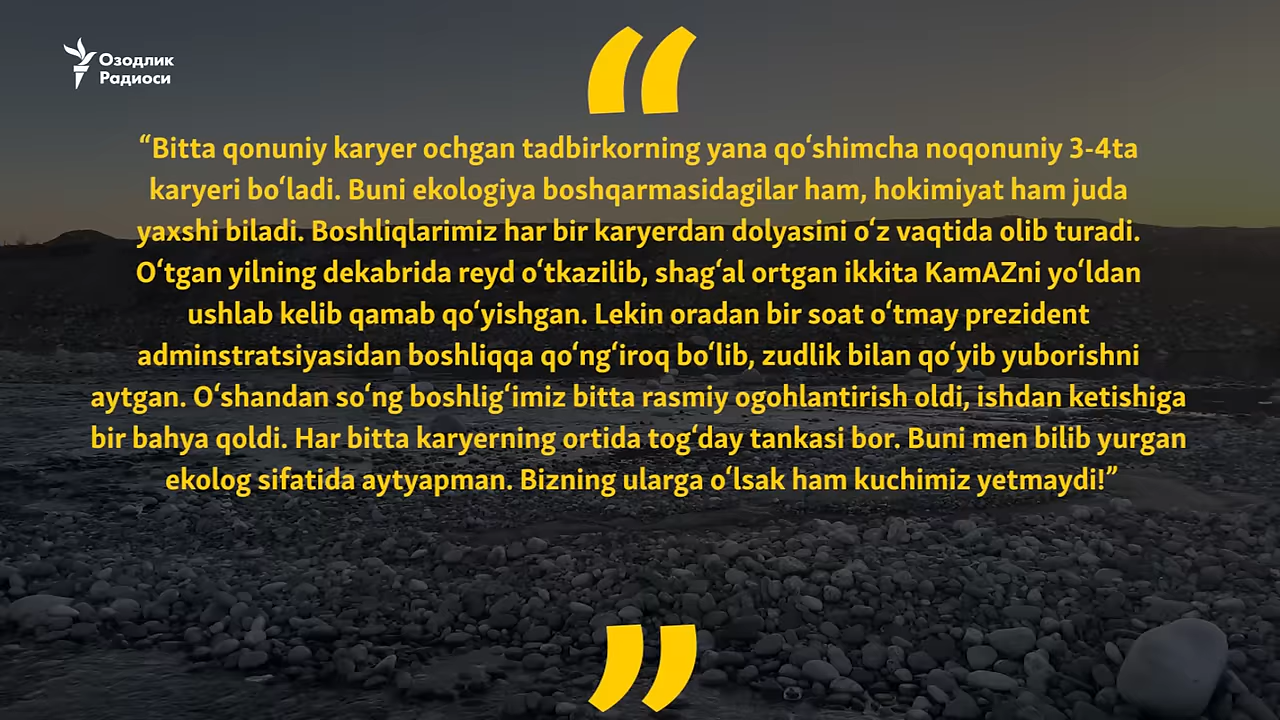 Озодлик
Радиоси
“Bitta qonuniy karyer ochgan tadbirkorning yana qo‘shimcha noqonuniy 3-4ta
karyeri bo‘ladi. Buni ekologiya boshqarmasidagilar ham, hokimiyat ham juda
yaxshi biladi. Boshliqlarimiz har bir karyerdan dolyasini o‘z vaqtida olib turadi.
O‘tgan yilning dekabrida reyd o‘tkazilib, shag‘al ortgan ikkita KamAZni yo‘ldan
ushlab kelib qamab qo‘yishgan. Lekin oradan bir soat o‘tmay prezident
adminstratsiyasidan boshliqqa qo‘ng‘iroq bo‘lib, zudlik bilan qo‘yib yuborishni
aytgan. O‘shandan so‘ng boshlig‘imiz bitta rasmiy ogohlantirish oldi, ishdan ketishiga
bir bahya qoldi. Har bitta karyerning ortida tog‘day tankasi bor. Buni men bilib yurgan
ekolog sifatida aytyapman. Bizning ularga o‘lsak ham kuchimiz yetmaydi!”